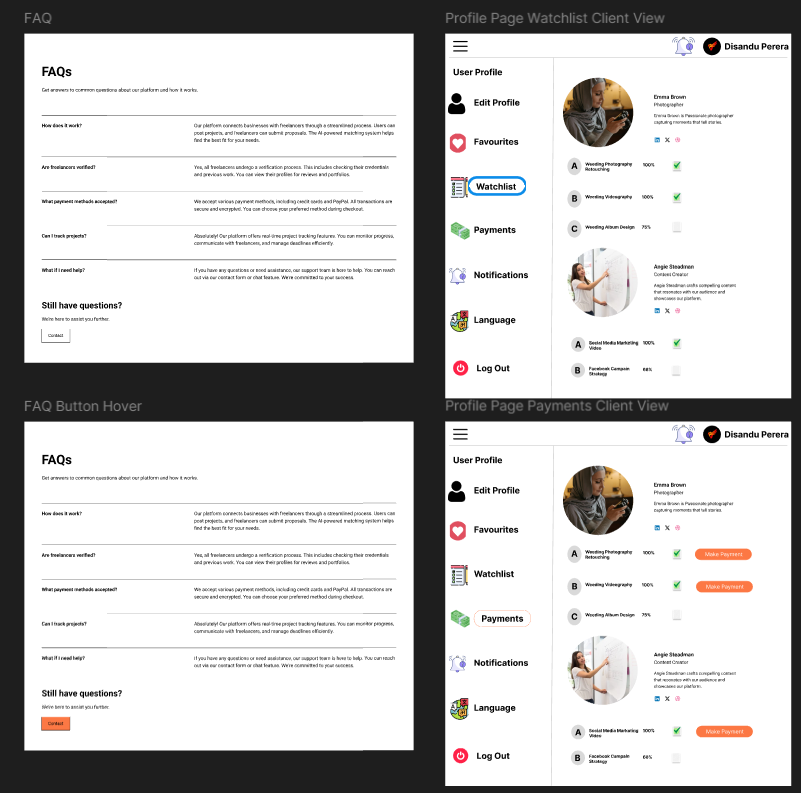 FAQ
FAQs
Get answers to common questions about our platform and how it works.
How does it work?
Our platform connects businesses with freelancers through a streamlined process. Users can
post projects, and freelancers can submit proposals. The AI-powered matching system helps
find the best fit for your needs.
Are freelancers verified?
Yes, all freelancers undergo a verification process. This includes checking their credentials
and previous work. You can view their profiles for reviews and portfolios.
What payment methods accepted?
We accept various payment methods, including credit cards and PayPal. All transactions are
secure and encrypted. You can choose your preferred method during checkout.
Can I track projects?
Absolutely! Our platform offers real-time project tracking features. You can monitor progress,
communicate with freelancers, and manage deadlines efficiently.
What if I need help?
If you have any questions or need assistance, our support team is here to help. You can reach
out via our contact form or chat feature. We're committed to your success.
Still have questions?
We're here to assist you further.
Contact
Profile Page Watchlist Client View
Disandu Perera
User Profile
Edit Profile
Favourites
Watchlist
Payments
Notifications
Language
Log Out
Emma Brown
Photographer
Emma Brown is Passionate photographer
capturing moments that tell stories.
A
Weeding Photography
Retouching
100%
B
Weeding Videography
100%
C
Weeding Album Design
75%
Angie Steadman
Content Creator
Angie Steadman crafts compelling content
that resonates with our audience and
showcases our platform.
A
Social Media Marketing
Video
100%
B
Facebook Campain
Strategy
66%
FAQ Button Hover
FAQs
Get answers to common questions about our platform and how it works.
How does it work?
Our platform connects businesses with freelancers through a streamlined process. Users can
post projects, and freelancers can submit proposals. The AI-powered matching system helps
find the best fit for your needs.
Are freelancers verified?
Yes, all freelancers undergo a verification process. This includes checking their credentials
and previous work. You can view their profiles for reviews and portfolios.
What payment methods accepted?
We accept various payment methods, including credit cards and PayPal. All transactions are
secure and encrypted. You can choose your preferred method during checkout.
Can I track projects?
Absolutely! Our platform offers real-time project tracking features. You can monitor progress,
communicate with freelancers, and manage deadlines efficiently.
What if I need help?
If you have any questions or need assistance, our support team is here to help. You can reach
out via our contact form or chat feature. We're committed to your success.
Still have questions?
We're here to assist you further.
Contact
Profile Page Payments Client View
Disandu Perera
User Profile
Edit Profile
Favourites
Watchlist
Payments
Notifications
Language
Log Out
Emma Brown
Photographer
Emma Brown is Passionate photographer
capturing moments that tell stories.
A
Weeding Photography
Retouching
100%
Make Payment
B
Weeding Videography
100%
Make Payment
C
Weeding Album Design
75%
Angie Steadman
Content Creator
Angie Steadman crafts compelling content
that resonates with our audience and
showcases our platform.
A
Social Media Marketing
Video
100%
Make Payment
B
Facebook Campain
Strategy
66%